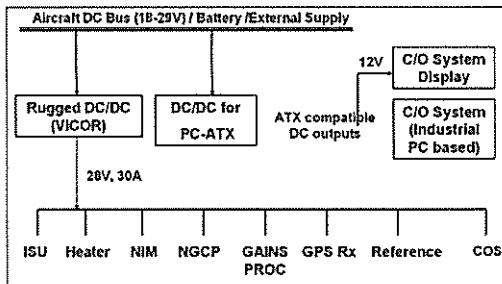 Aircraft DC Bus (18-29V) / Battery /External Supply
Rugged DC/DC
(VICOR)
DC/DC for
PC-ATX
12V
ATX compatible
DC outputs
C/O System
Display
C/O System
(Industrial
PC based)
28V, 30A
ISU Heater NIM NGCP GAINS GPS Rx Reference COS
PROC